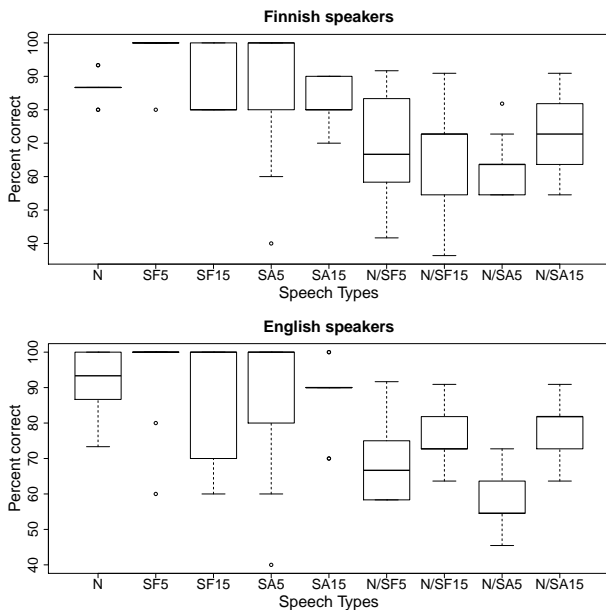 Finnish speakers
Percent correct
100
90
80
70
60
50
40
N SF5 SF15 SA5 SA15 N/SF5 N/SF15 N/SA5 N/SA15
Speech Types
English speakers
Percent correct
100
90
80
70
60
50
40
N SF5 SF15 SA5 SA15 N/SF5 N/SF15 N/SA5 N/SA15
Speech Types